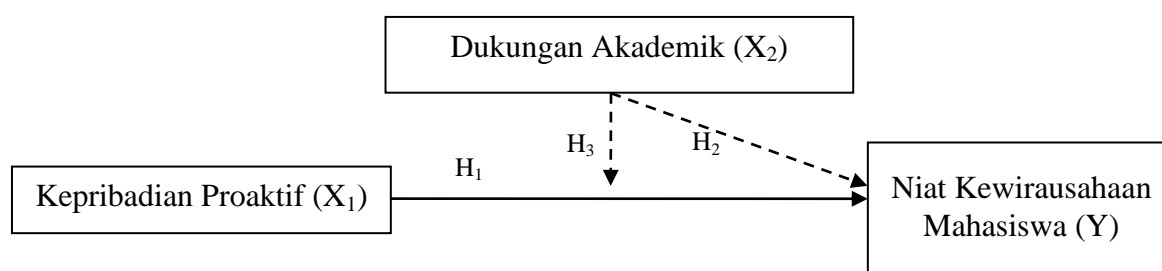 Dukungan Akademik (X₂)
H₃
H₂
H₁
Kepribadian Proaktif (X₁)
Niat Kewirausahaan
Mahasiswa (Y)